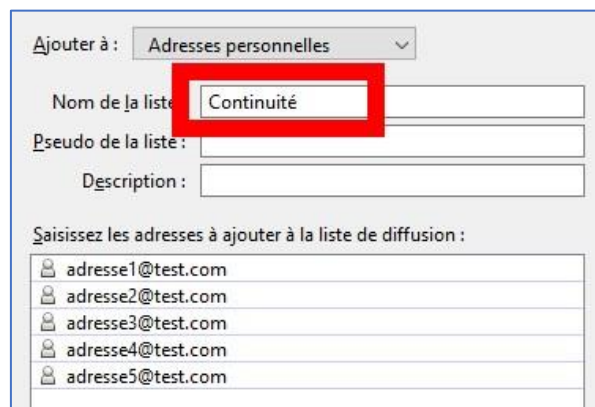 Ajouter à : Adresses personnelles
Nom de la liste Continuité
Pseudo de la liste :
Description :
Saisissez les adresses à ajouter à la liste de diffusion :
adresse1@test.com
adresse2@test.com
adresse3@test.com
adresse4@test.com
adresse5@test.com